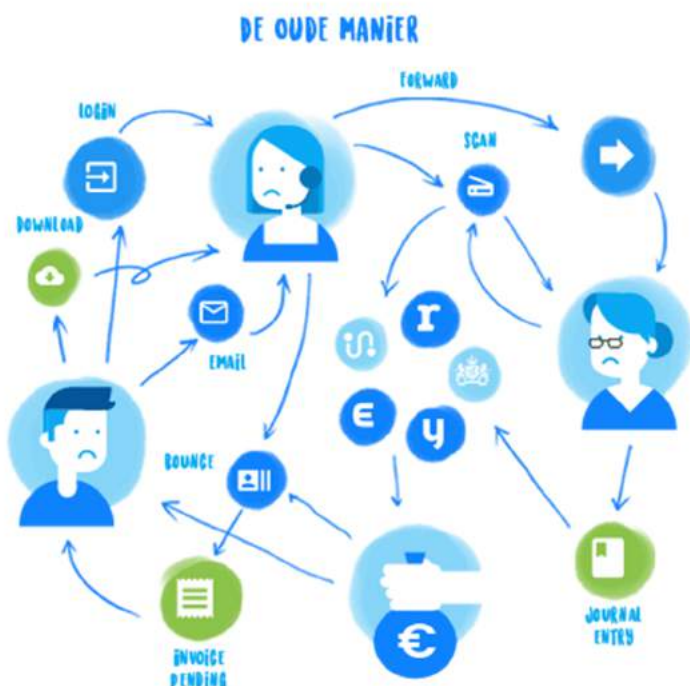 DE OUDE MANIER
FORWARD
LOGIN
SCAN
DOWNLOAD
EMAIL
r
e
y
BOUNCE
€
INVOICE
PENDING
JOURNAL
ENTRY